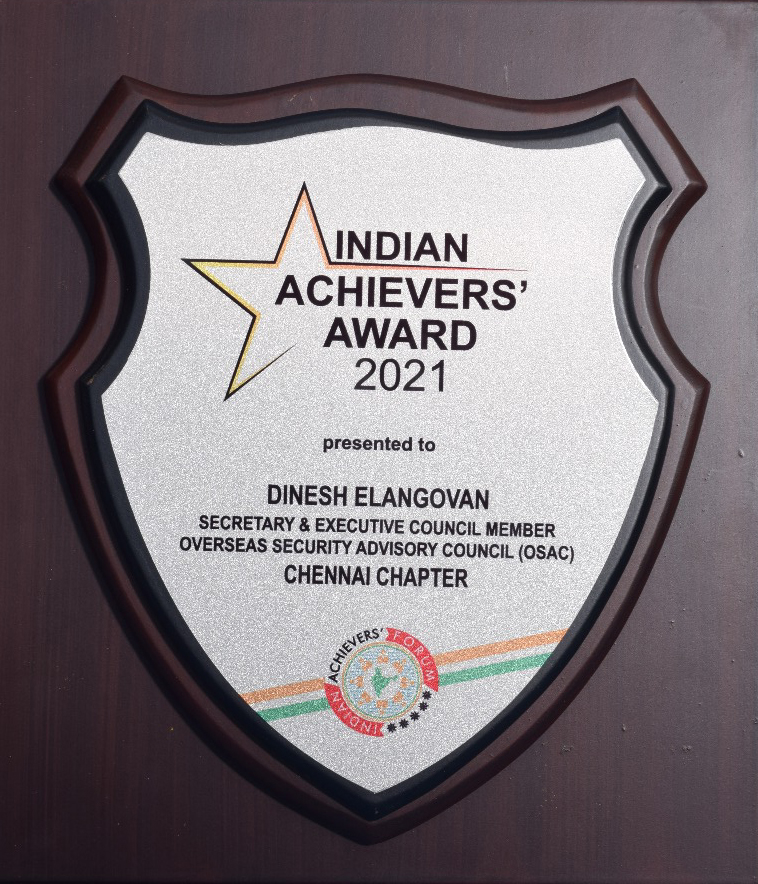 INDIAN
ACHIEVERS'
AWARD
2021
presented to
DINESH ELANGOVAN
SECRETARY & EXECUTIVE COUNCIL MEMBER
OVERSEAS SECURITY ADVISORY COUNCIL (OSAC)
CHENNAI CHAPTER
INDIAN ACHIEVERS' FORUM